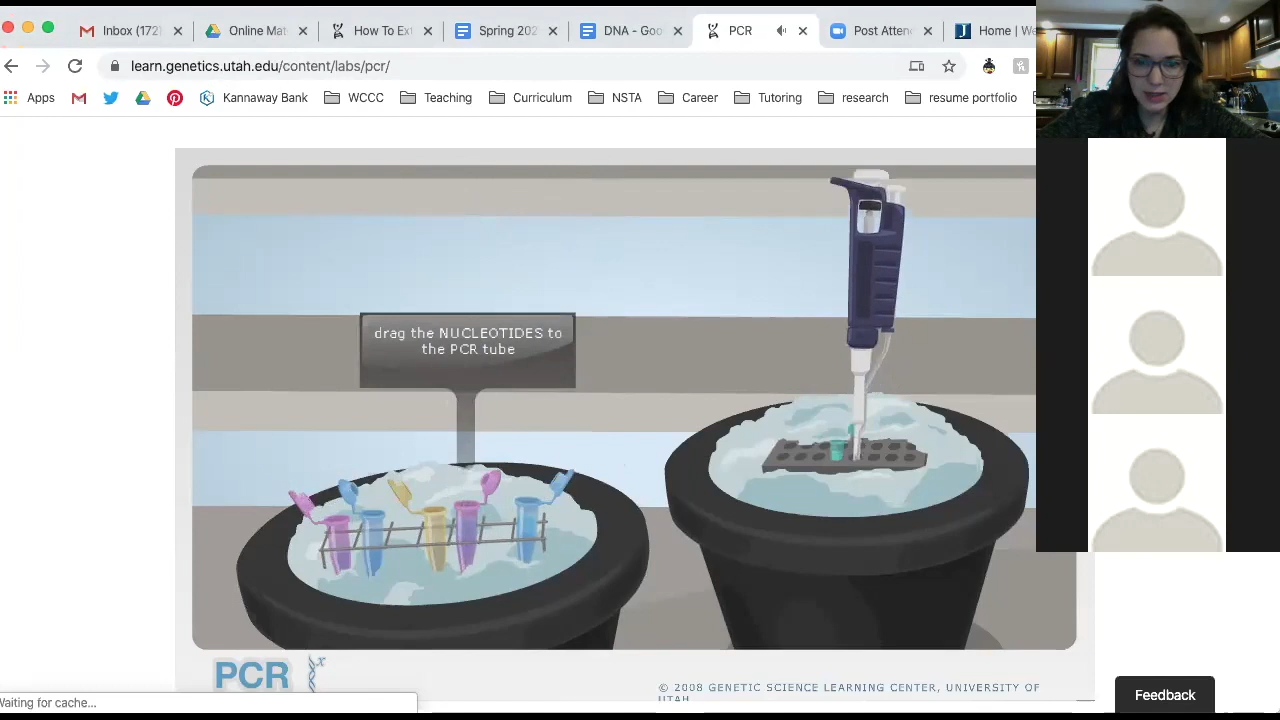 Inbox (172)
Online Mat
How To Ex
Spring 202
DNA - Goo
PCR
Post Atten
Home | We
learn.genetics.utah.edu/content/labs/pcr/
Apps
Kannaway Bank
WCCC
Teaching
Curriculum
NSTA
Career
Tutoring
research
resume portfolio
drag the NUCLEOTIDES to
the PCR tube
PCR
x
© 2008 GENETIC SCIENCE LEARNING CENTER, UNIVERSITY OF
UTAH
Waiting for cache...
Feedback